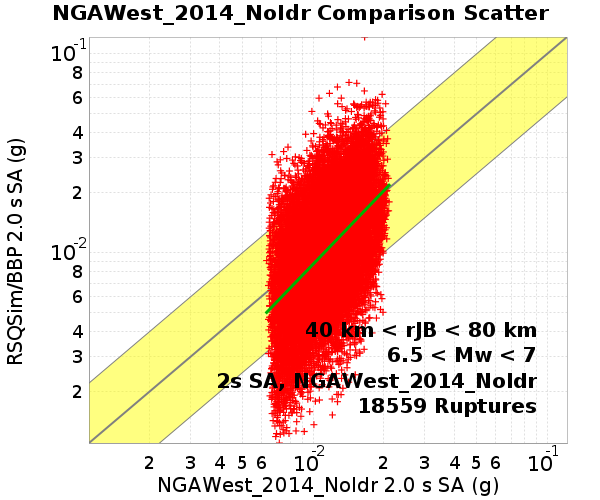 NGAWest_2014_NoIdr Comparison Scatter
10-1
8
6
4
3
2
10-2
8
6
4
3
2
RSQSim/BBP 2.0 s SA (g)
40 km < rJB < 80 km
6.5 < Mw < 7
2s SA, NGAWest_2014_NoIdr
18559 Ruptures
2 3 4 5 6 10-2 2 3 4 5 6 10-1
NGAWest_2014_NoIdr 2.0 s SA (g)